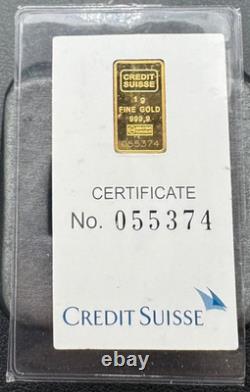 CREDIT
SUISSE
1 g
FINE GOLD
999,9
055374
CERTIFICATE
No. 055374
CREDIT SUISSE